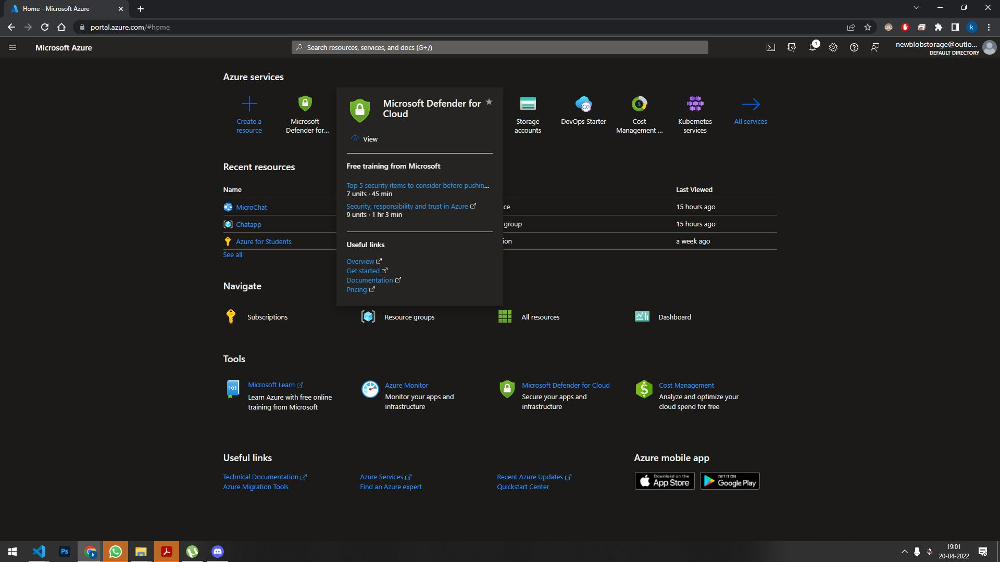 Home - Microsoft Azure
portal.azure.com/#home
k
Microsoft Azure
Search resources, services, and docs (G+/)
1
newblobstorage@outlo...
DEFAULT DIRECTORY
Azure services
Create a
resource
Microsoft
Defender for...
Microsoft Defender for
Cloud
View
Free training from Microsoft
Top 5 security items to consider before pushin...
7 units · 45 min
Security, responsibility and trust in Azure
9 units · 1 hr 3 min
Useful links
Overview
Get started
Documentation
Pricing
Storage
accounts
DevOps Starter
Cost
Management ...
Kubernetes
services
All services
Recent resources
Name
Last Viewed
MicroChat
ce
15 hours ago
Chatapp
group
15 hours ago
Azure for Students
ion
a week ago
See all
Navigate
Subscriptions
Resource groups
All resources
Dashboard
Tools
101
Microsoft Learn
Learn Azure with free online
training from Microsoft
Azure Monitor
Monitor your apps and
infrastructure
Microsoft Defender for Cloud
Secure your apps and
infrastructure
Cost Management
Analyze and optimize your
cloud spend for free
Useful links
Technical Documentation
Azure Migration Tools
Azure Services
Find an Azure expert
Recent Azure Updates
Quickstart Center
Azure mobile app
Download on the
App Store
GET IT ON
Google Play
Ps
k
19:01
20-04-2022